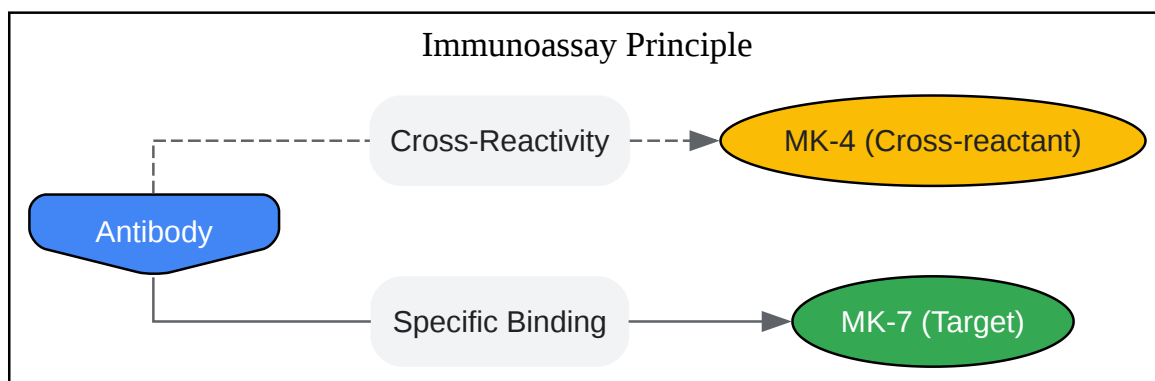 Immunoassay Principle
Cross-Reactivity
MK-4 (Cross-reactant)
Antibody
Specific Binding
MK-7 (Target)